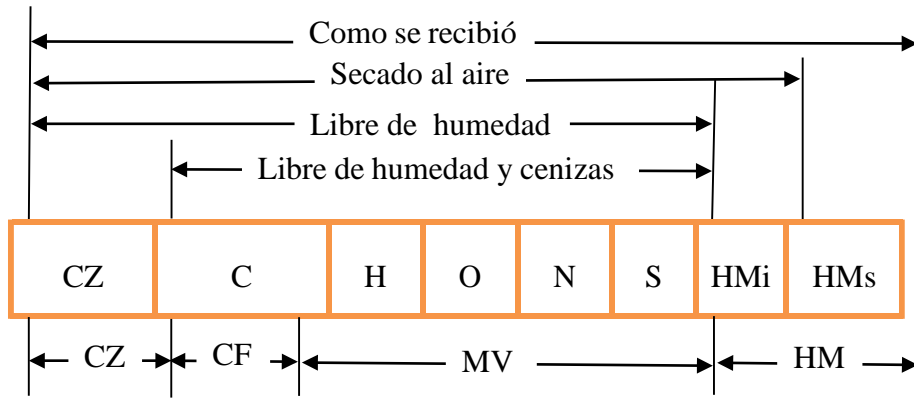 Como se recibió
Secado al aire
Libre de humedad
Libre de humedad y cenizas
CZ C H O N S HMi HMs
CZ CF MV HM